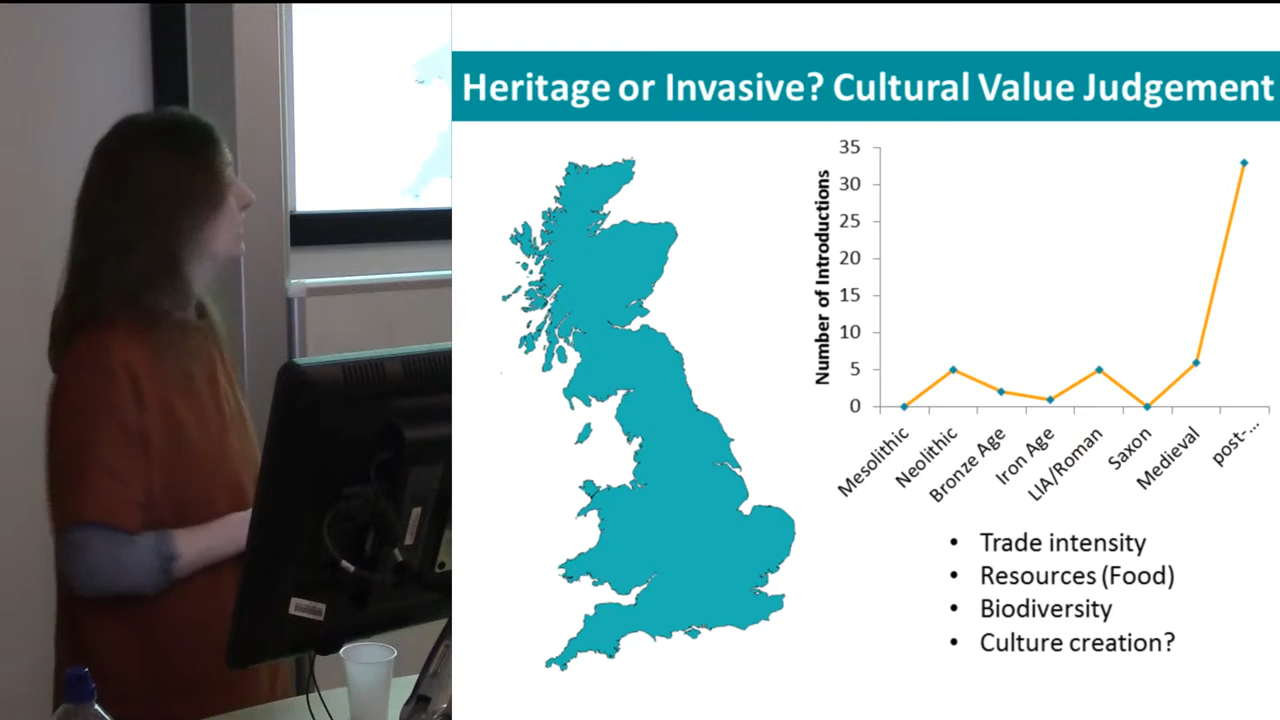 Heritage or Invasive? Cultural Value Judgement
Number of Introductions
35
30
25
20
15
10
5
0
Mesolithic
Neolithic
Bronze Age
Iron Age
LIA/Roman
Saxon
Medieval
post-...
• Trade intensity
• Resources (Food)
• Biodiversity
• Culture creation?